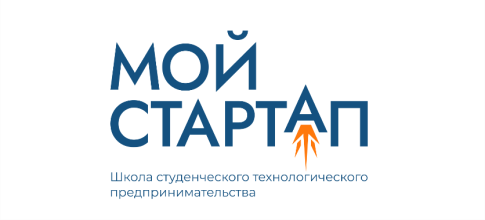 МОЙ
СТАРТАП
Школа студенческого технологического
предпринимательства